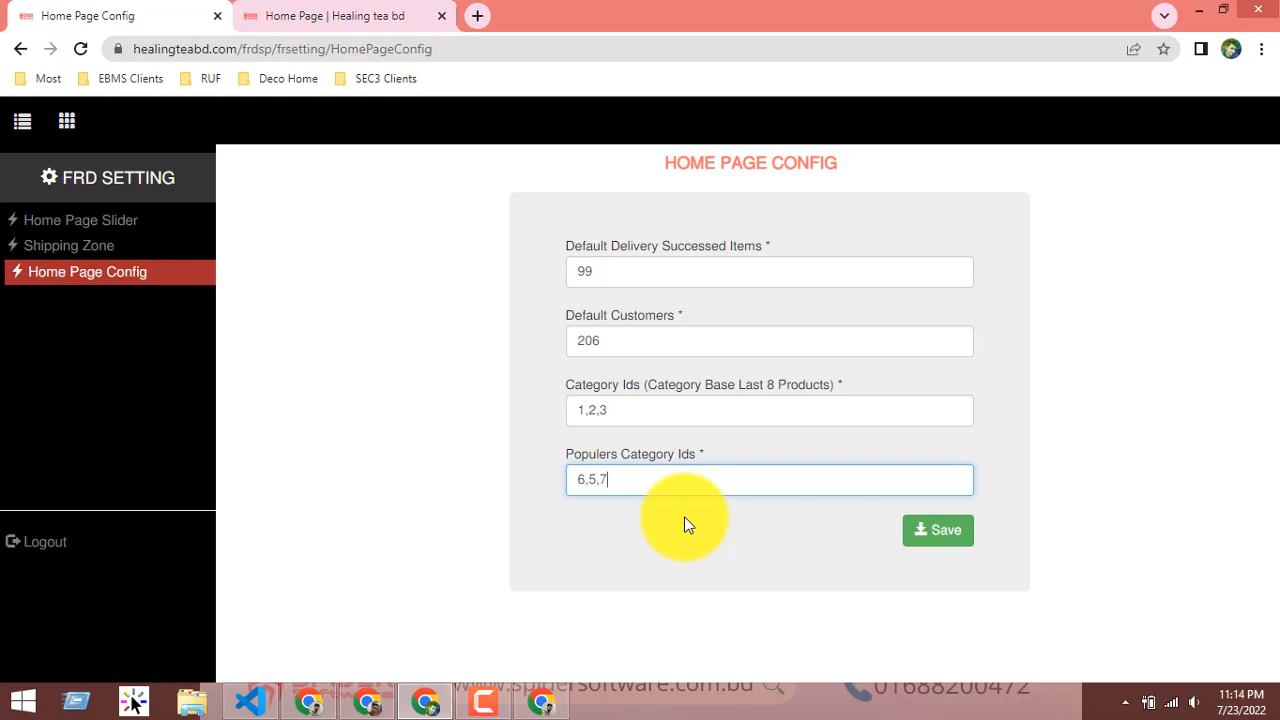 Home Page Config
Home Page | Healing tea bd
healingteabd.com/frdsp/frsetting/HomePageConfig
Most
EBMS Clients
RUF
Deco Home
SEC3 Clients
HOME PAGE CONFIG
FRD SETTING
Home Page Slider
Shipping Zone
Home Page Config
Default Delivery Successed Items *
99
Default Customers *
206
Category Ids (Category Base Last 8 Products) *
1,2,3
Populers Category Ids *
6,5,7
Save
Logout
www.spidersoftware.com.bd
01688200472
11:14 PM
7/23/2022